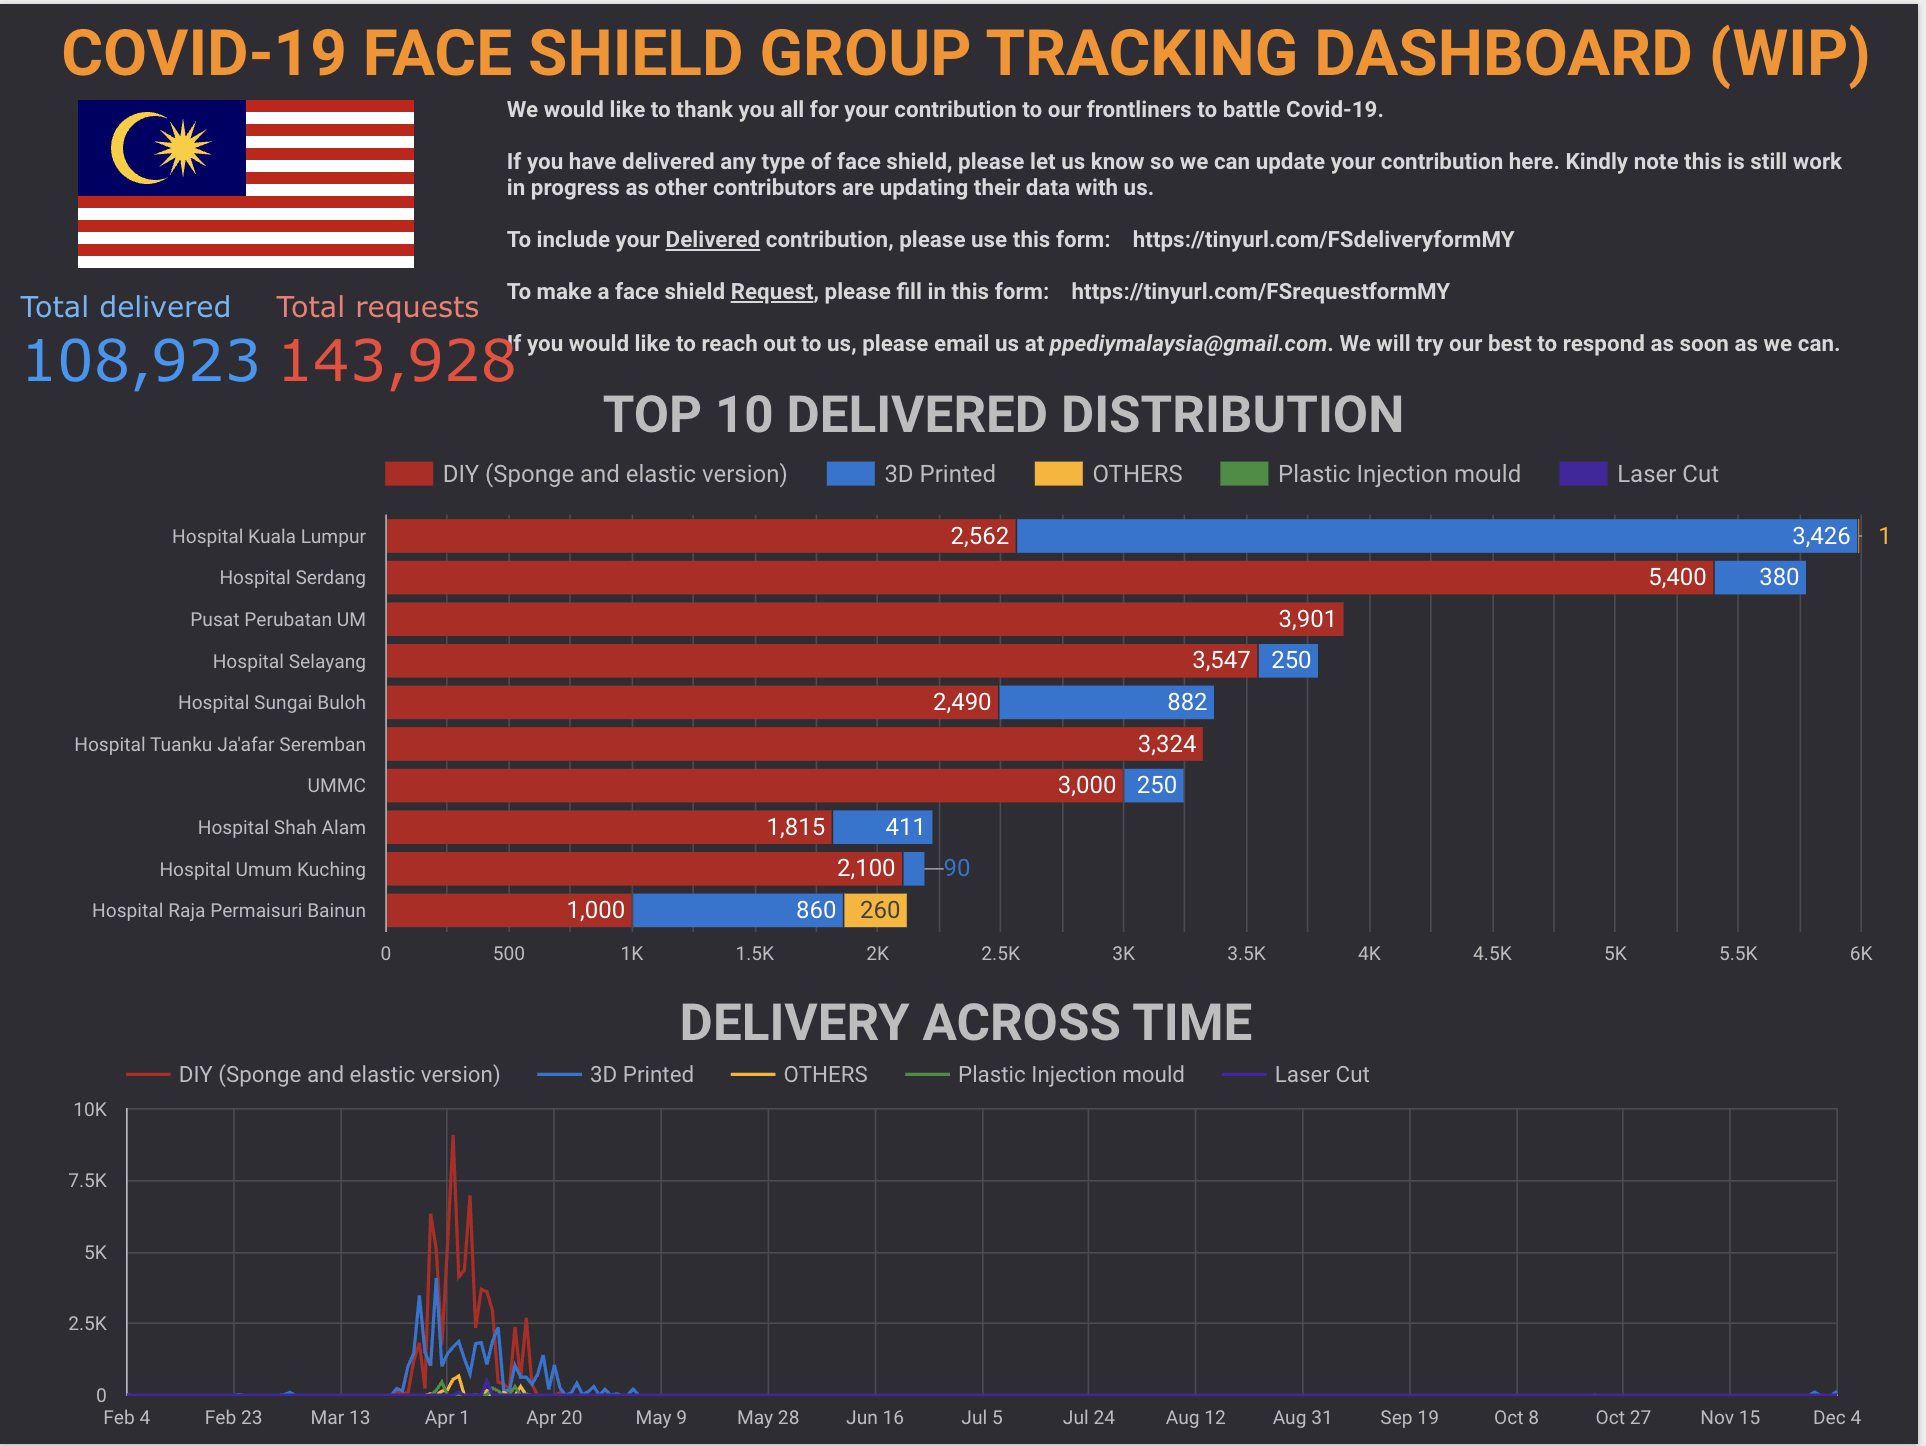 COVID-19 FACE SHIELD GROUP TRACKING DASHBOARD (WIP)
We would like to thank you all for your contribution to our frontliners to battle Covid-19.
If you have delivered any type of face shield, please let us know so we can update your contribution here. Kindly note this is still work
in progress as other contributors are updating their data with us.
To include your Delivered contribution, please use this form: https://tinyurl.com/FSdeliveryformMY
To make a face shield Request, please fill in this form: https://tinyurl.com/FSrequestformMY
If you would like to reach out to us, please email us at ppediymalaysia@gmail.com. We will try our best to respond as soon as we can.
Total delivered Total requests
108,923 143,928
TOP 10 DELIVERED DISTRIBUTION
DIY (Sponge and elastic version) 3D Printed OTHERS Plastic Injection mould Laser Cut
Hospital Kuala Lumpur 2,562 3,426 1
Hospital Serdang 5,400 380
Pusat Perubatan UM 3,901
Hospital Selayang 3,547 250
Hospital Sungai Buloh 2,490 882
Hospital Tuanku Ja'afar Seremban 3,324
UMMC 3,000 250
Hospital Shah Alam 1,815 411
Hospital Umum Kuching 2,100 90
Hospital Raja Permaisuri Bainun 1,000 860 260
0 500 1K 1.5K 2K 2.5K 3K 3.5K 4K 4.5K 5K 5.5K 6K
DELIVERY ACROSS TIME
DIY (Sponge and elastic version) 3D Printed OTHERS Plastic Injection mould Laser Cut
10K
7.5K
5K
2.5K
0
Feb 4 Feb 23 Mar 13 Apr 1 Apr 20 May 9 May 28 Jun 16 Jul 5 Jul 24 Aug 12 Aug 31 Sep 19 Oct 8 Oct 27 Nov 15 Dec 4